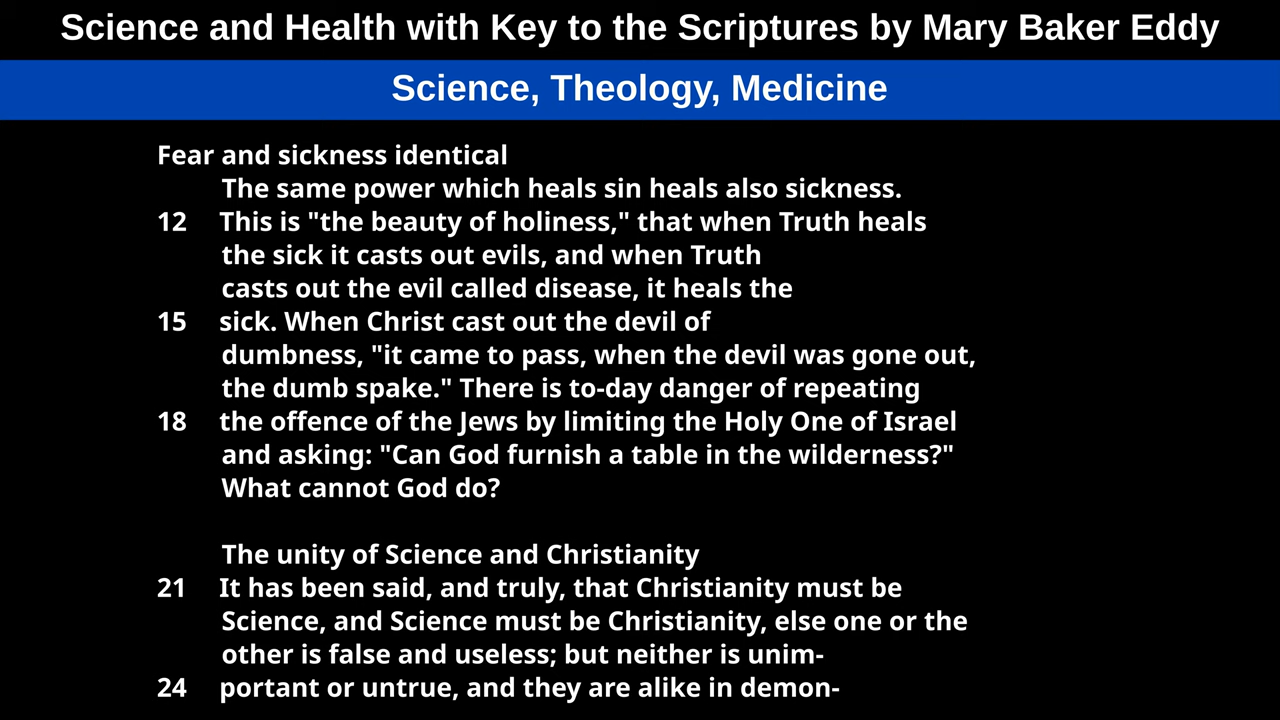 Science and Health with Key to the Scriptures by Mary Baker Eddy
Science, Theology, Medicine
Fear and sickness identical
The same power which heals sin heals also sickness.
12 This is "the beauty of holiness," that when Truth heals
the sick it casts out evils, and when Truth
casts out the evil called disease, it heals the
15 sick. When Christ cast out the devil of
dumbness, "it came to pass, when the devil was gone out,
the dumb spake." There is to-day danger of repeating
18 the offence of the Jews by limiting the Holy One of Israel
and asking: "Can God furnish a table in the wilderness?"
What cannot God do?
The unity of Science and Christianity
21 It has been said, and truly, that Christianity must be
Science, and Science must be Christianity, else one or the
other is false and useless; but neither is unim-
24 portant or untrue, and they are alike in demon-